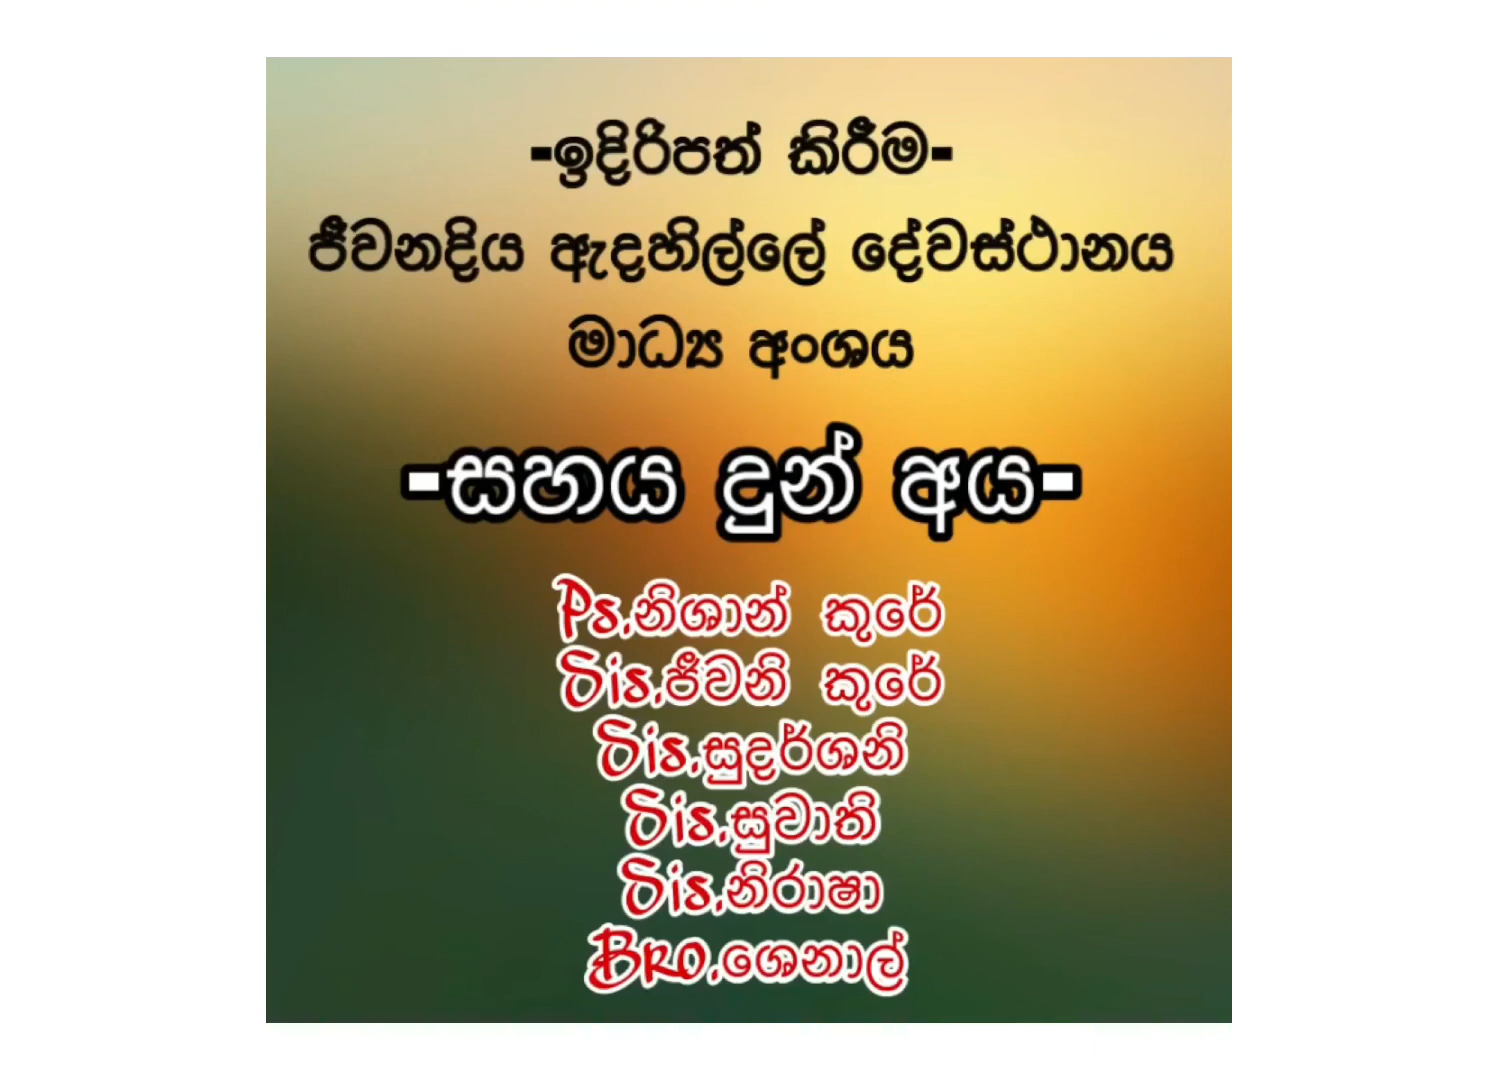 -ඉදිරිපත් කිරීම-
ජීවනදිය ඇදහිල්ලේ දේවස්ථානය
මාධ්‍ය අංශය
-සහය දුන් අය-
Ps.නිශාන් කුරේ
Sis.ජීවනි කුරේ
Sis.සුදර්ශනි
Sis.සුවාති
Sis.නිරාෂා
Bro.ශෙනාල්